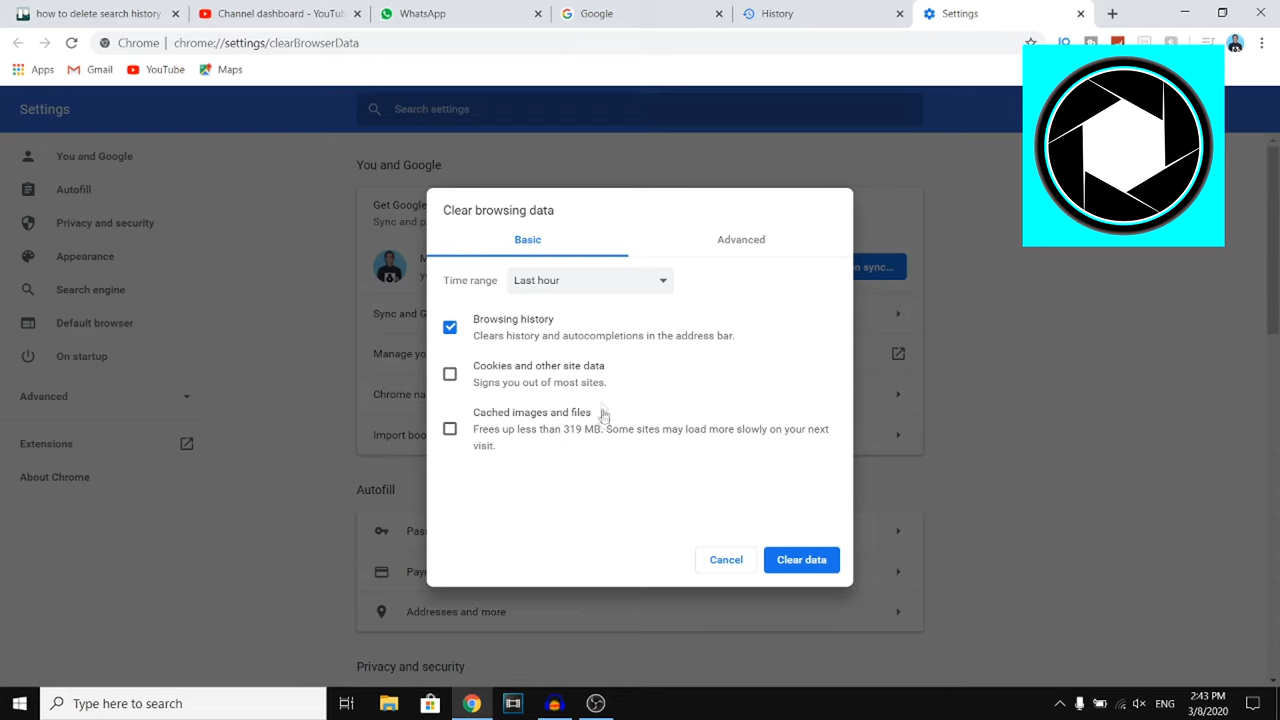 how to delete search history
Channel dashboard - YouTub
WhatsApp
Google
History
Settings
Chrome | chrome://settings/clearBrowserData
Apps
Gmail
YouTube
Maps
Settings
Search settings
You and Google
Autofill
Privacy and security
Appearance
Search engine
Default browser
On startup
Advanced
Extensions
About Chrome
You and Google
Get Google
Sync and p
n sync...
Sync and G
Manage yo
Chrome na
Import boo
Clear browsing data
Basic
Advanced
Time range
Last hour
Browsing history
Clears history and autocompletions in the address bar.
Cookies and other site data
Signs you out of most sites.
Cached images and files
Frees up less than 319 MB. Some sites may load more slowly on your next
visit.
Cancel
Clear data
Autofill
Pas
Pay
Addresses and more
Privacy and security
Type here to search
ENG
2:43 PM
3/8/2020